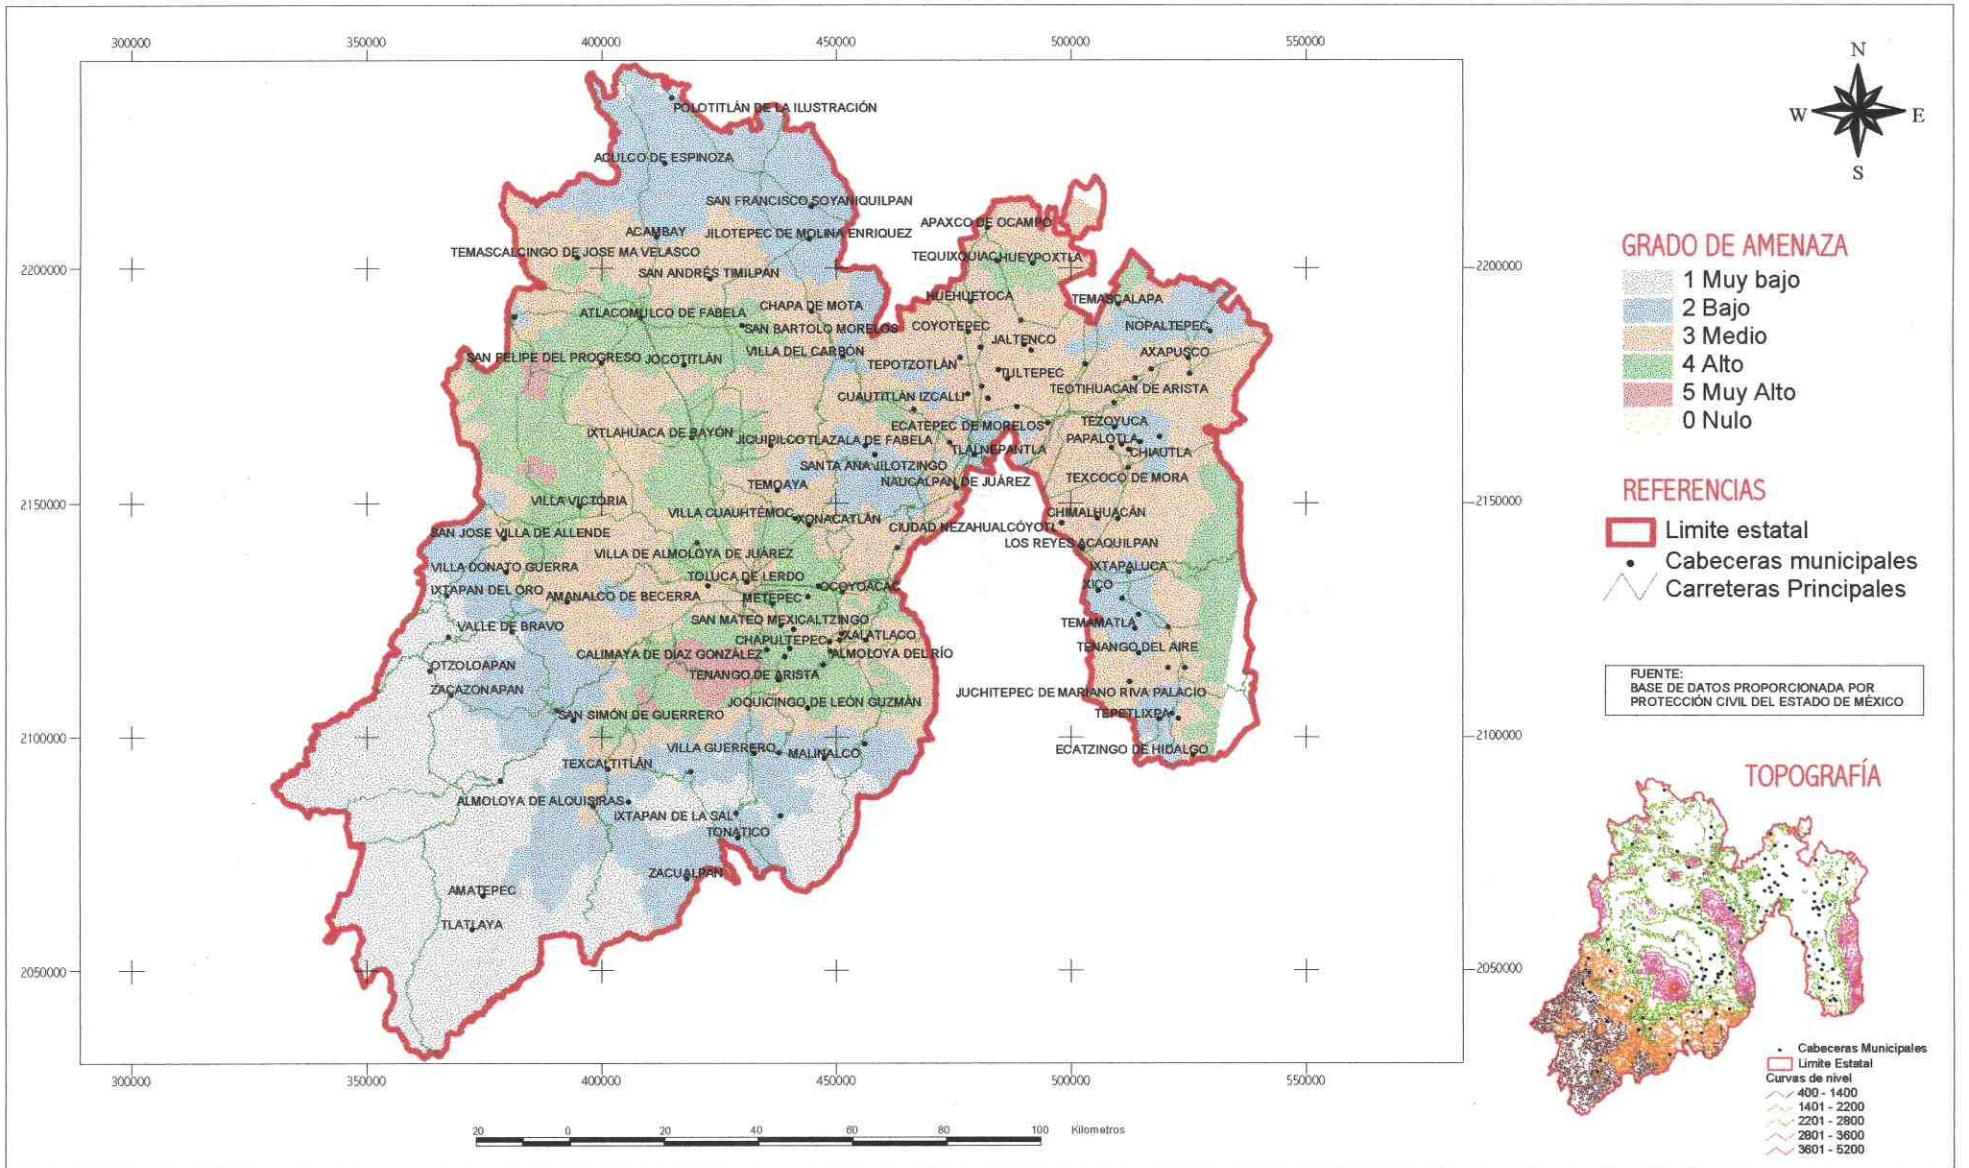 300000
350000
400000
450000
500000
550000
N
W
E
S
POLOTITLÁN DE LA ILUSTRACIÓN
ACULCO DE ESPINOZA
SAN FRANCISCO SOYANIQUILPAN
APAXCO DE OCAMPO
ACAMBAY
JILOTEPEC DE MOLINA ENRIQUEZ
TEMASCALCINGO DE JOSE MA VELASCO
TEQUIXQUIAC
HUEYPOXTLA
2200000
2200000
SAN ANDRÉS TIMILPAN
HUEHUETOCA
TEMASCALAPA
CHAPA DE MOTA
ATLACOMULCO DE FABELA
SAN BARTOLO MORELOS
COYOTEPEC
NOPALTEPEC
JALTENCO
VILLA DEL CARBÓN
AXAPUSCO
SAN FELIPE DEL PROGRESO
JOCOTITLÁN
TEPOTZOTLÁN
TULTEPEC
TEOTIHUACAN DE ARISTA
CUAUTITLÁN IZCALLI
ECATEPEC DE MORELOS
TEZOYUCA
IXTLAHUACA DE RAYÓN
JIQUIPILCO
TLAZALA DE FABELA
PAPALOTLA
TLALNEPANTLA
CHIAUTLA
SANTA ANA JILOTZINGO
TEXCOCO DE MORA
TEMOAYA
NAUCALPAN DE JUÁREZ
2150000
2150000
VILLA VICTORIA
VILLA CUAUHTÉMOC
XONACATLÁN
CHIMALHUACÁN
CIUDAD NEZAHUALCÓYOTL
SAN JOSE VILLA DE ALLENDE
LOS REYES ACAQUILPAN
VILLA DE ALMOLOYA DE JUÁREZ
VILLA DONATO GUERRA
IXTAPALUCA
TOLUCA DE LERDO
OCOYOACAC
XICO
IXTAPAN DEL ORO
AMANALCO DE BECERRA
METEPEC
VALLE DE BRAVO
SAN MATEO MEXICALTZINGO
TEMAMATLA
CHAPULTEPEC
XALATLACO
CALIMAYA DE DÍAZ GONZÁLEZ
ALMOLOYA DEL RÍO
TENANGO DEL AIRE
OTZOLOAPAN
TENANGO DE ARISTA
ZACAZONAPAN
JUCHITEPEC DE MARIANO RIVA PALACIO
JOQUICINGO DE LEÓN GUZMÁN
SAN SIMÓN DE GUERRERO
TEPETLIXPA
2100000
2100000
VILLA GUERRERO
MALINALCO
ECATZINGO DE HIDALGO
TEXCALTITLÁN
ALMOLOYA DE ALQUISIRAS
IXTAPAN DE LA SAL
TONATICO
ZACUALPAN
AMATEPEC
TLATLAYA
2050000
2050000
300000
350000
400000
450000
500000
550000
20
0
20
40
60
80
100
Kilometros
GRADO DE AMENAZA
1 Muy bajo
2 Bajo
3 Medio
4 Alto
5 Muy Alto
0 Nulo
REFERENCIAS
Limite estatal
Cabeceras municipales
Carreteras Principales
FUENTE:
BASE DE DATOS PROPORCIONADA POR
PROTECCIÓN CIVIL DEL ESTADO DE MÉXICO
TOPOGRAFÍA
Cabeceras Municipales
Limite Estatal
Curvas de nivel
400 - 1400
1401 - 2200
2201 - 2800
2801 - 3600
3601 - 5200